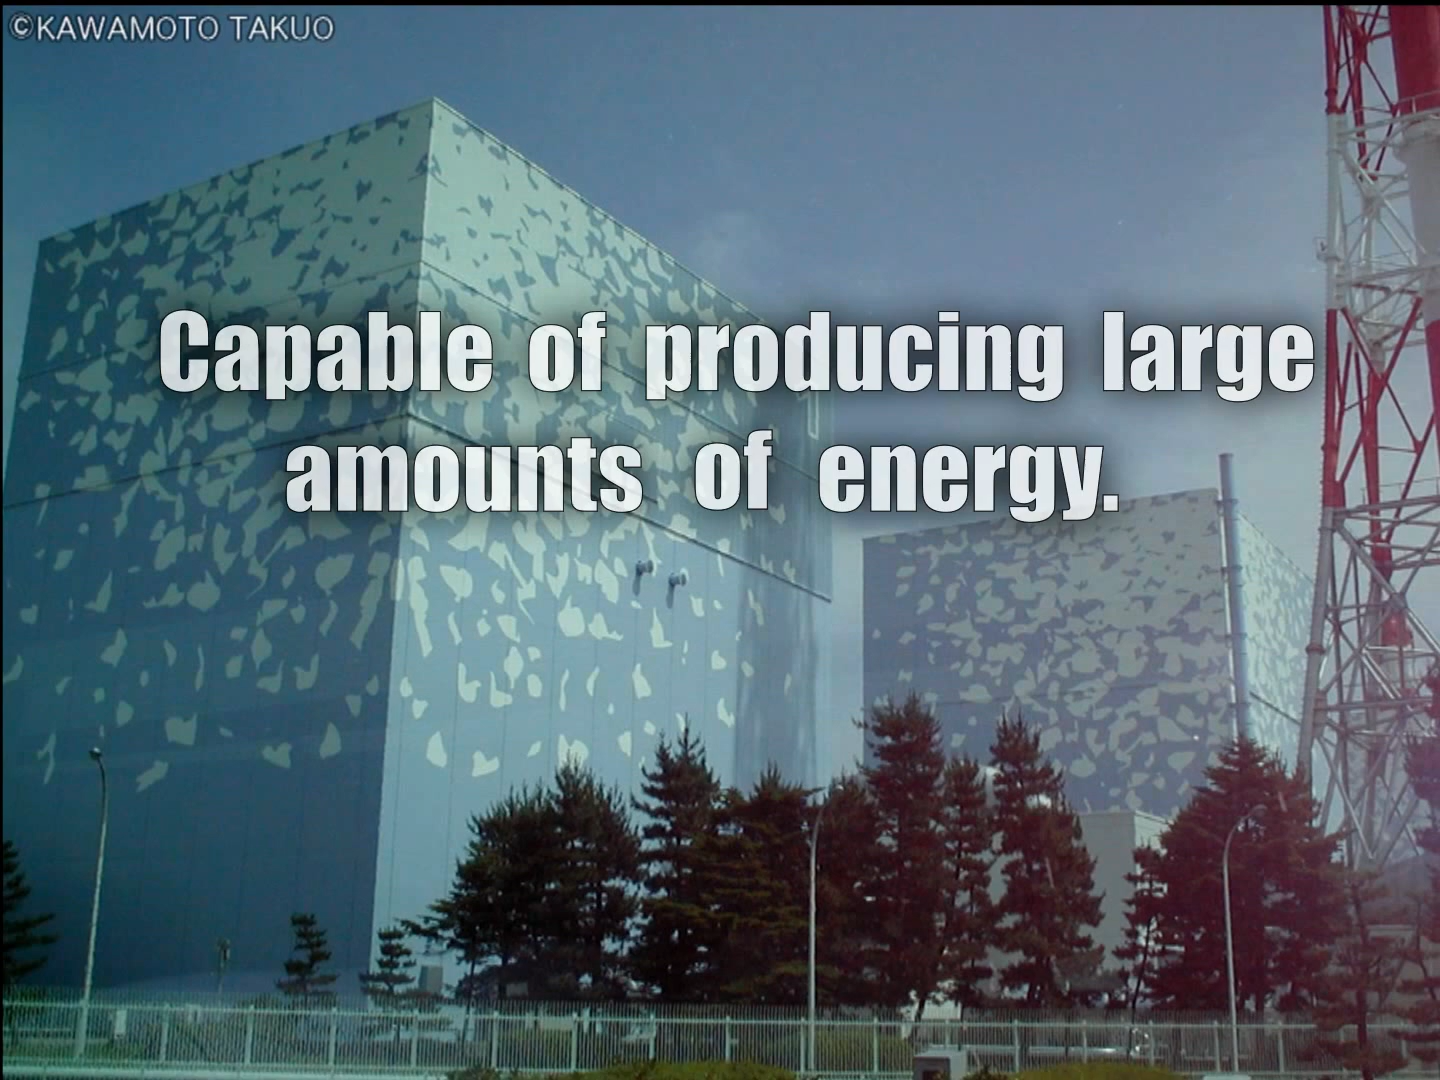 ©KAWAMOTO TAKUO
Capable of producing large
amounts of energy.